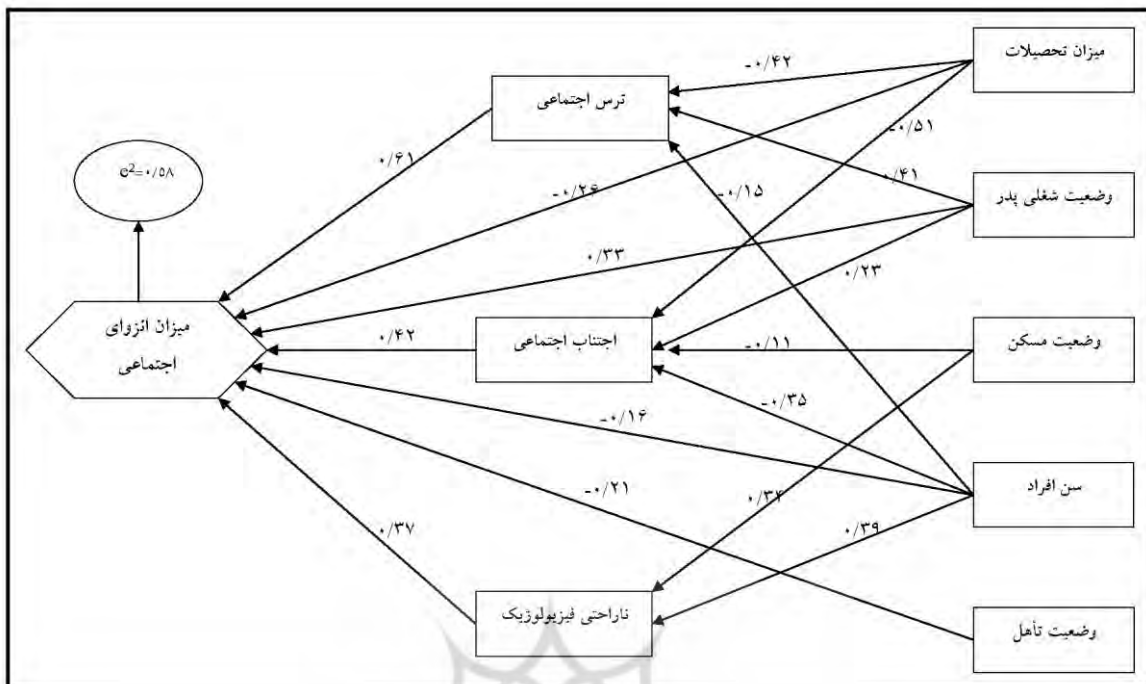 میزان تحصیلات
-۰/۴۲
ترس اجتماعی
-۰/۵۱
۰/۶۱
e²=۰/۵۸
۰/۴۱
-۰/۱۵
-۰/۲۶
وضعیت شغلی پدر
۰/۳۳
۰/۲۳
میزان انزوای
اجتماعی
۰/۴۲
اجتناب اجتماعی
-۰/۱۱
وضعیت مسکن
-۰/۳۵
-۰/۱۶
سن افراد
-۰/۲۱
۰/۳۴
۰/۳۷
۰/۳۹
ناراحتی فیزیولوژیک
وضعیت تأهل